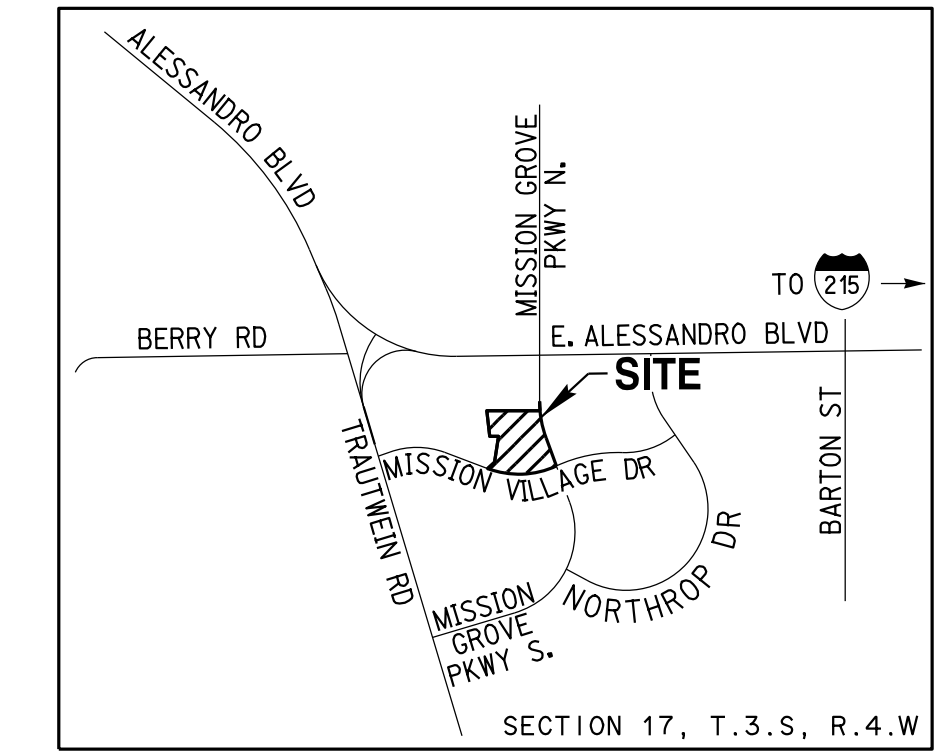 ALESSANDRO BLVD
MISSION GROVE
PKWY N.
TO 215
BERRY RD
E. ALESSANDRO BLVD
SITE
TRAUTWEIN RD
MISSION VILLAGE DR
BARTON ST
NORTHROP DR
MISSION
GROVE
PKWY S.
SECTION 17, T.3.S, R.4.W